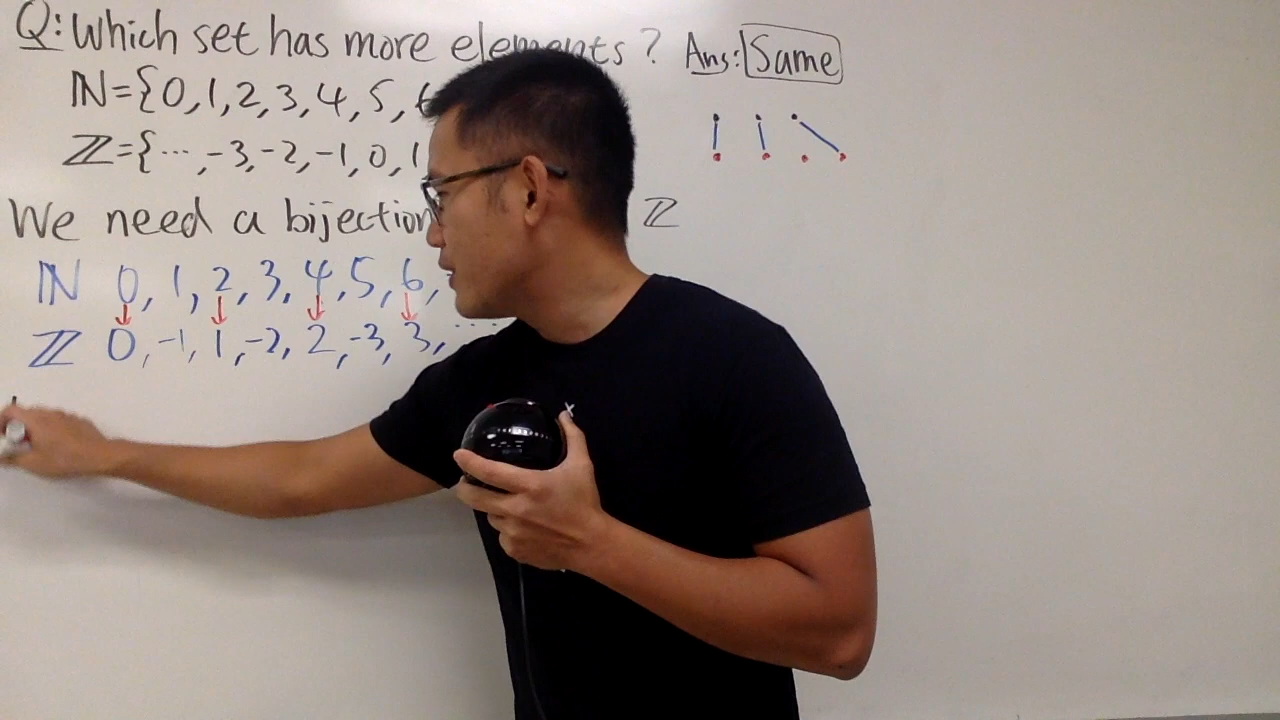 Q: Which set has more elements? Ans: Same
ℕ={0,1,2,3,4,5,6
ℤ={⋯,-3,-2,-1,0,1
We need a bijection ℤ
ℕ 0,1,2,3,4,5,6,
↓ ↓ ↓ ↓
ℤ 0,-1,1,-2,2,-3,3,⋯